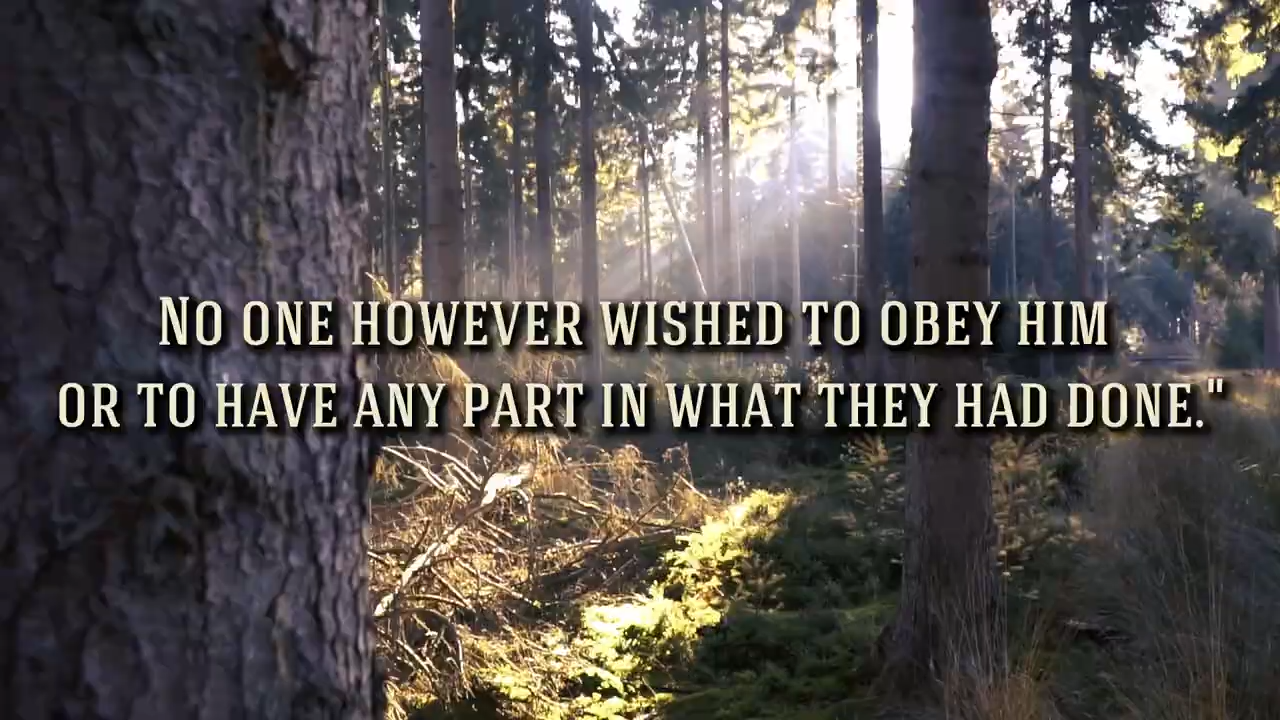 No one however wished to obey him
or to have any part in what they had done."